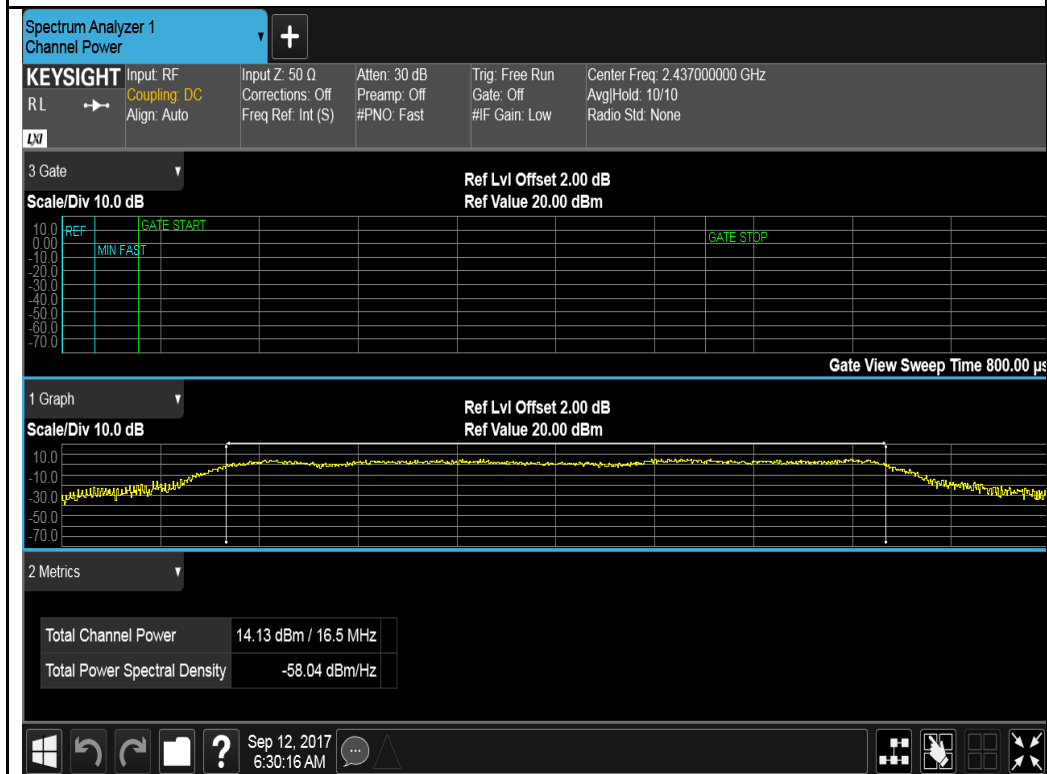 Spectrum Analyzer 1
Channel Power
+
KEYSIGHT
R L
LXI
Input: RF
Coupling: DC
Align: Auto
Input Z: 50 Ω
Corrections: Off
Freq Ref: Int (S)
Atten: 30 dB
Preamp: Off
#PNO: Fast
Trig: Free Run
Gate: Off
#IF Gain: Low
Center Freq: 2.437000000 GHz
Avg|Hold: 10/10
Radio Std: None
3 Gate
Scale/Div 10.0 dB
Ref Lvl Offset 2.00 dB
Ref Value 20.00 dBm
10.0
0.00
-10.0
-20.0
-30.0
-40.0
-50.0
-60.0
-70.0
REF
MIN FAST
GATE START
GATE STOP
Gate View Sweep Time 800.00 µs
1 Graph
Scale/Div 10.0 dB
Ref Lvl Offset 2.00 dB
Ref Value 20.00 dBm
10.0
-10.0
-30.0
-50.0
-70.0
2 Metrics
Total Channel Power 14.13 dBm / 16.5 MHz
Total Power Spectral Density -58.04 dBm/Hz
?
Sep 12, 2017
6:30:16 AM